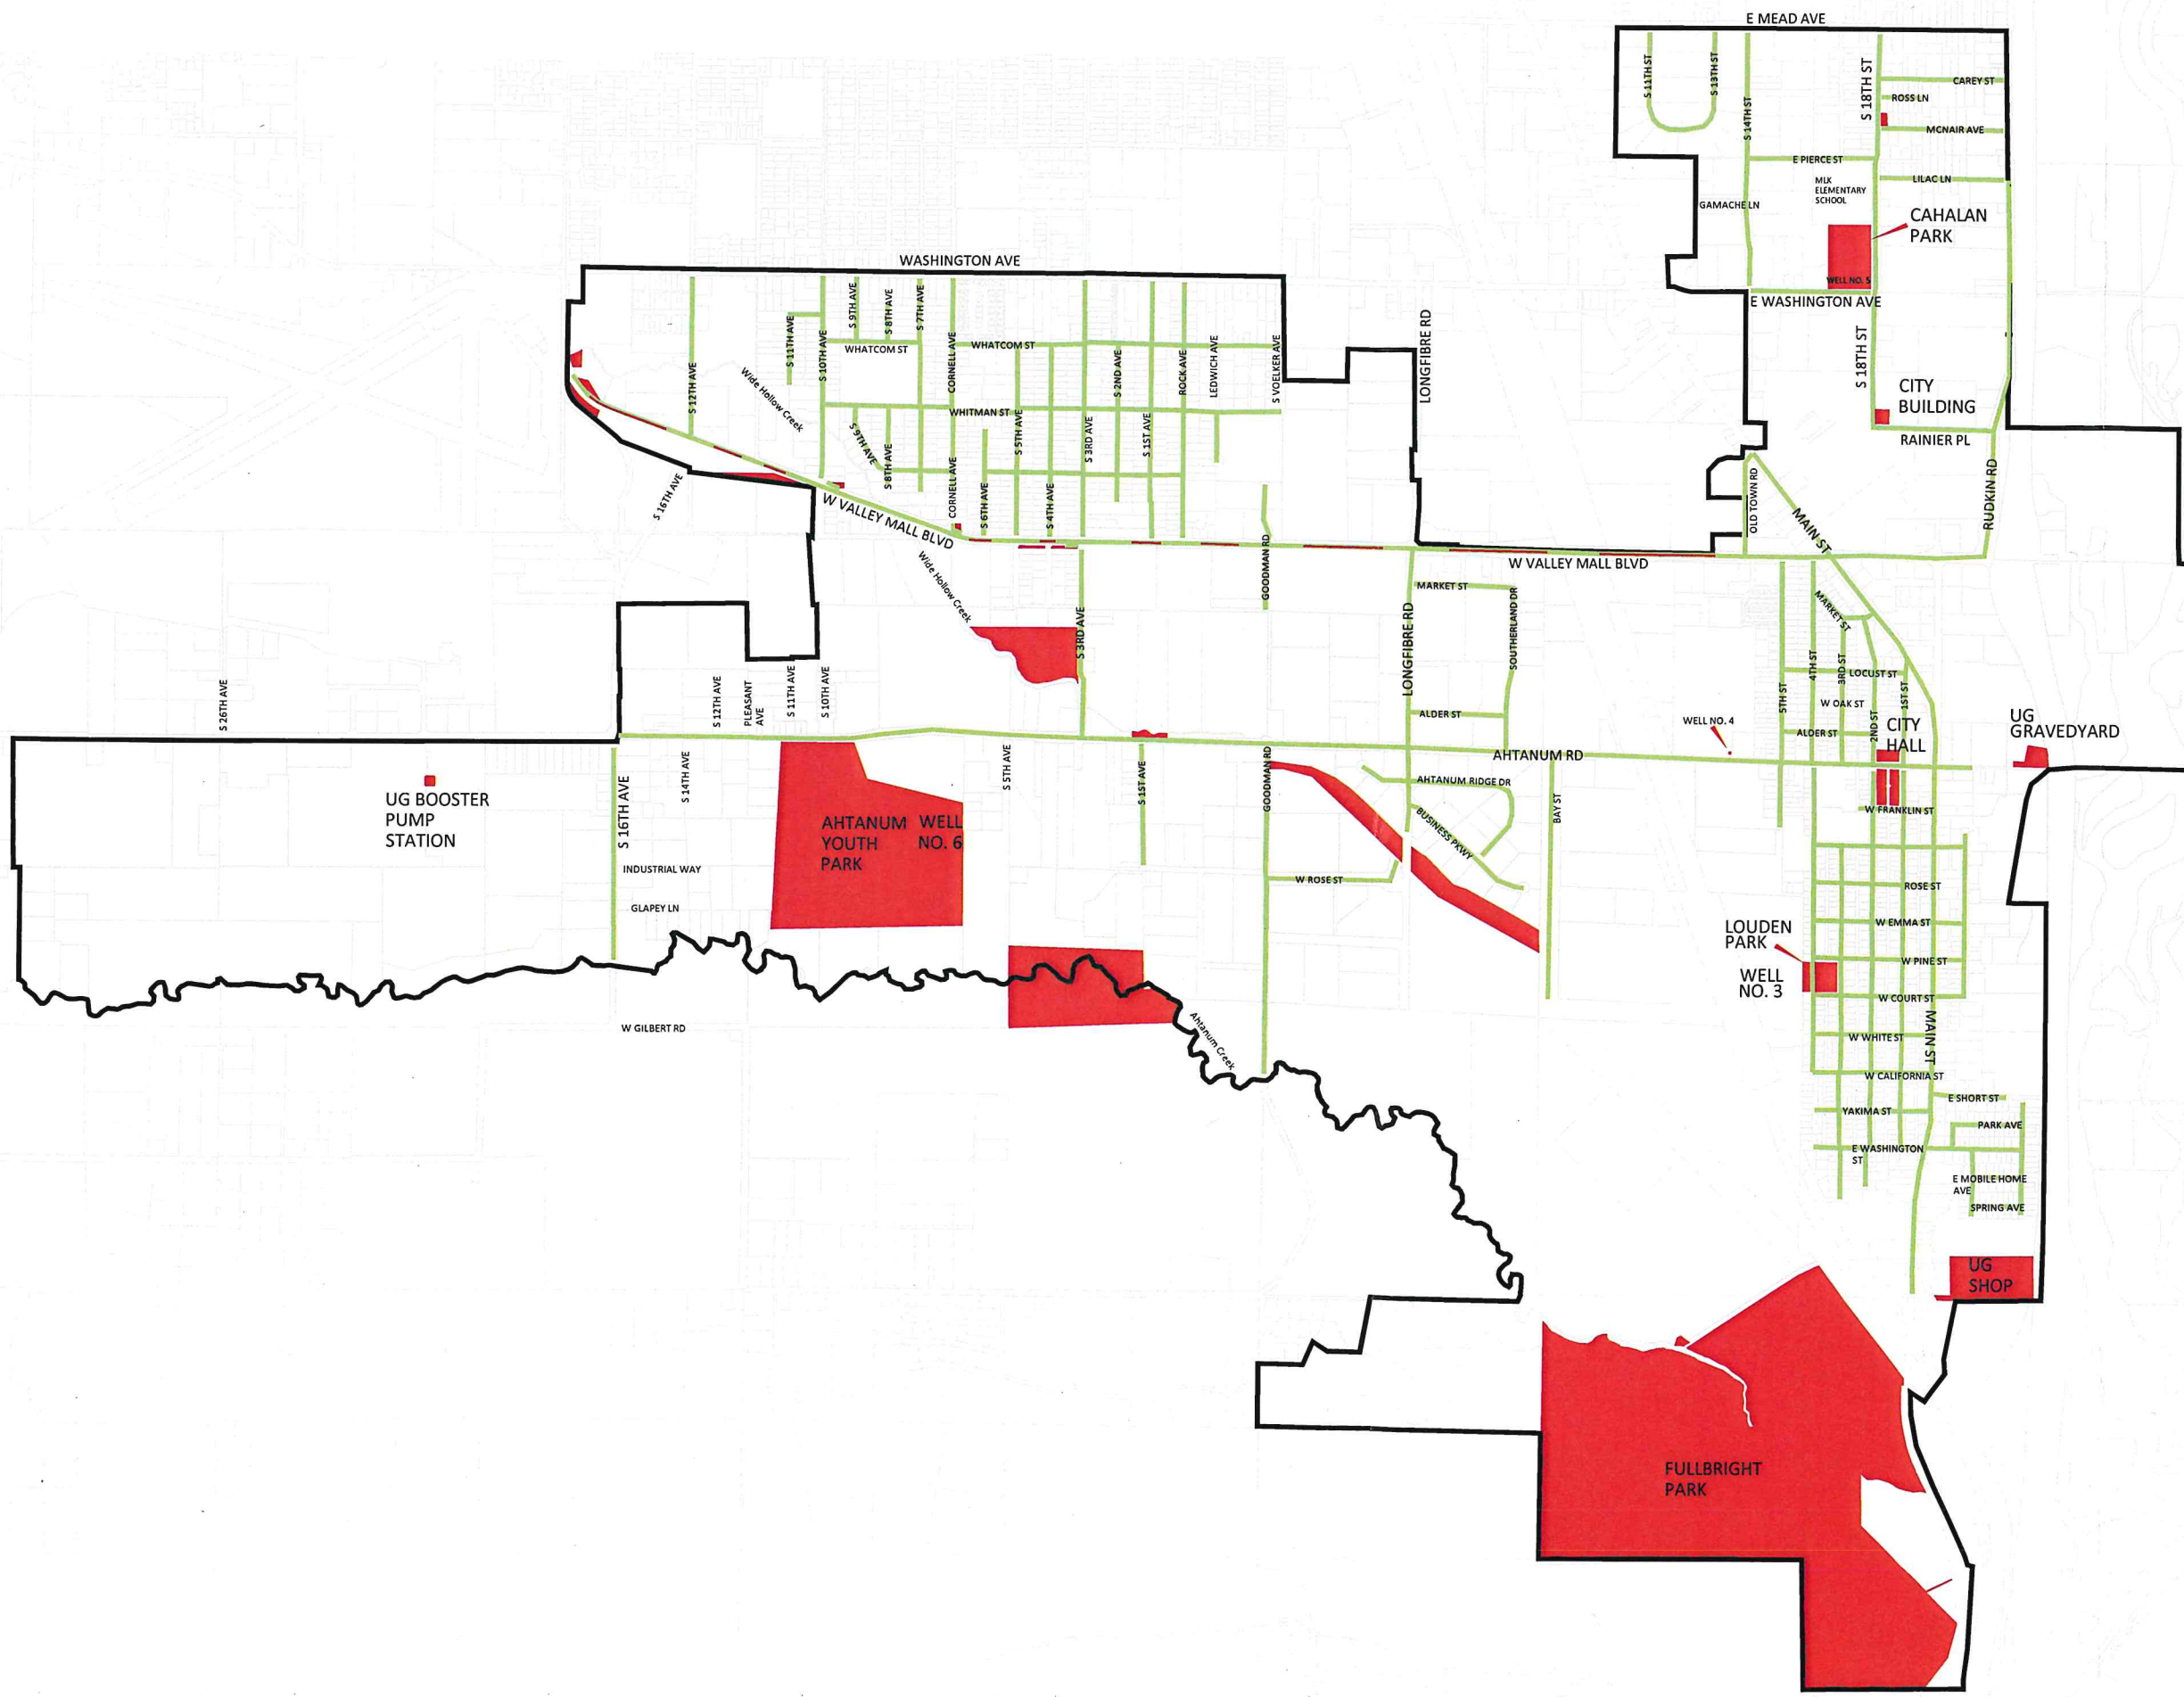 E MEAD AVE
S 11TH ST
S 13TH ST
S 14TH ST
S 18TH ST
CAREY ST
ROSS LN
MCNAIR AVE
E PIERCE ST
MLK
ELEMENTARY
SCHOOL
LILAC LN
GAMACHE LN
CAHALAN
PARK
WELL NO. 5
E WASHINGTON AVE
S 18TH ST
CITY
BUILDING
RAINIER PL
RUDKIN RD
OLD TOWN RD
MAIN ST
WASHINGTON AVE
S 12TH AVE
S 11TH AVE
S 10TH AVE
S 9TH AVE
S 8TH AVE
S 7TH AVE
CORNELL AVE
WHATCOM ST
WHATCOM ST
S 2ND AVE
ROCK AVE
LEDWICH AVE
S VOELKER AVE
LONGFIBRE RD
Wide Hollow Creek
WHITMAN ST
S 9TH AVE
S 8TH AVE
CORNELL AVE
S 6TH AVE
S 5TH AVE
S 4TH AVE
S 3RD AVE
S 1ST AVE
S 16TH AVE
W VALLEY MALL BLVD
Wide Hollow Creek
GOODMAN RD
W VALLEY MALL BLVD
MARKET ST
SOUTHERLAND DR
LONGFIBRE RD
S 3RD AVE
MARKET ST
4TH ST
3RD ST
LOCUST ST
5TH ST
W OAK ST
1ST ST
2ND ST
ALDER ST
ALDER ST
WELL NO. 4
CITY
HALL
UG
GRAVEDYARD
S 26TH AVE
S 12TH AVE
PLEASANT
AVE
S 11TH AVE
S 10TH AVE
AHTANUM RD
UG BOOSTER
PUMP
STATION
S 16TH AVE
S 14TH AVE
S 5TH AVE
S 1ST AVE
GOODMAN RD
AHTANUM RIDGE DR
BUSINESS PKWY
BAY ST
W FRANKLIN ST
AHTANUM
YOUTH
PARK
WELL
NO. 6
INDUSTRIAL WAY
GLAPEY LN
W ROSE ST
ROSE ST
W EMMA ST
LOUDEN
PARK
W PINE ST
WELL
NO. 3
W COURT ST
W GILBERT RD
Ahtanum Creek
MAIN ST
W WHITE ST
W CALIFORNIA ST
E SHORT ST
YAKIMA ST
PARK AVE
E WASHINGTON
ST
E MOBILE HOME
AVE
SPRING AVE
UG
SHOP
FULLBRIGHT
PARK